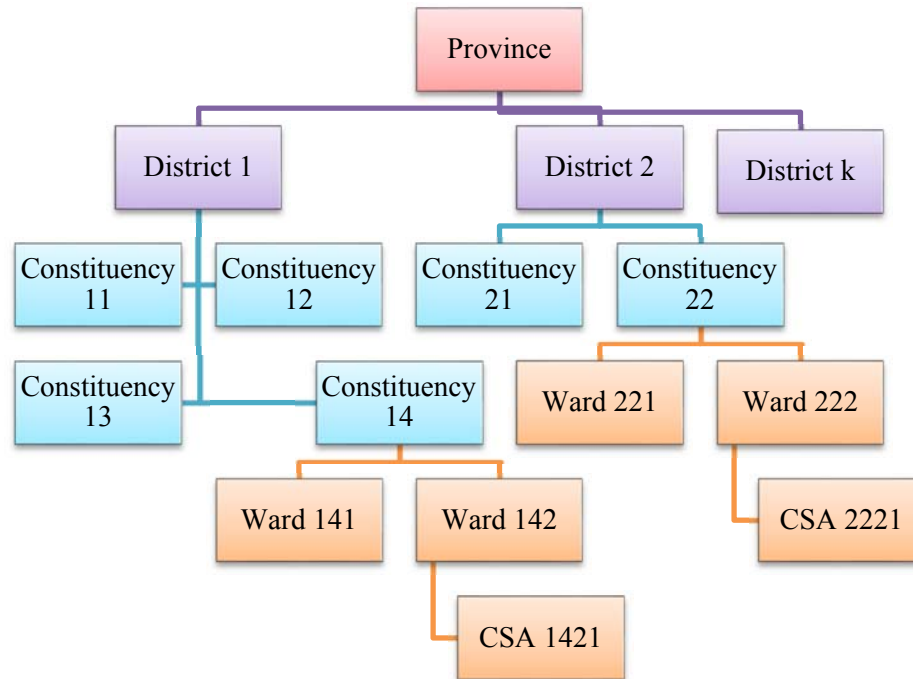 Province
District 1
District 2
District k
Constituency
11
Constituency
12
Constituency
21
Constituency
22
Constituency
13
Constituency
14
Ward 221
Ward 222
Ward 141
Ward 142
CSA 2221
CSA 1421